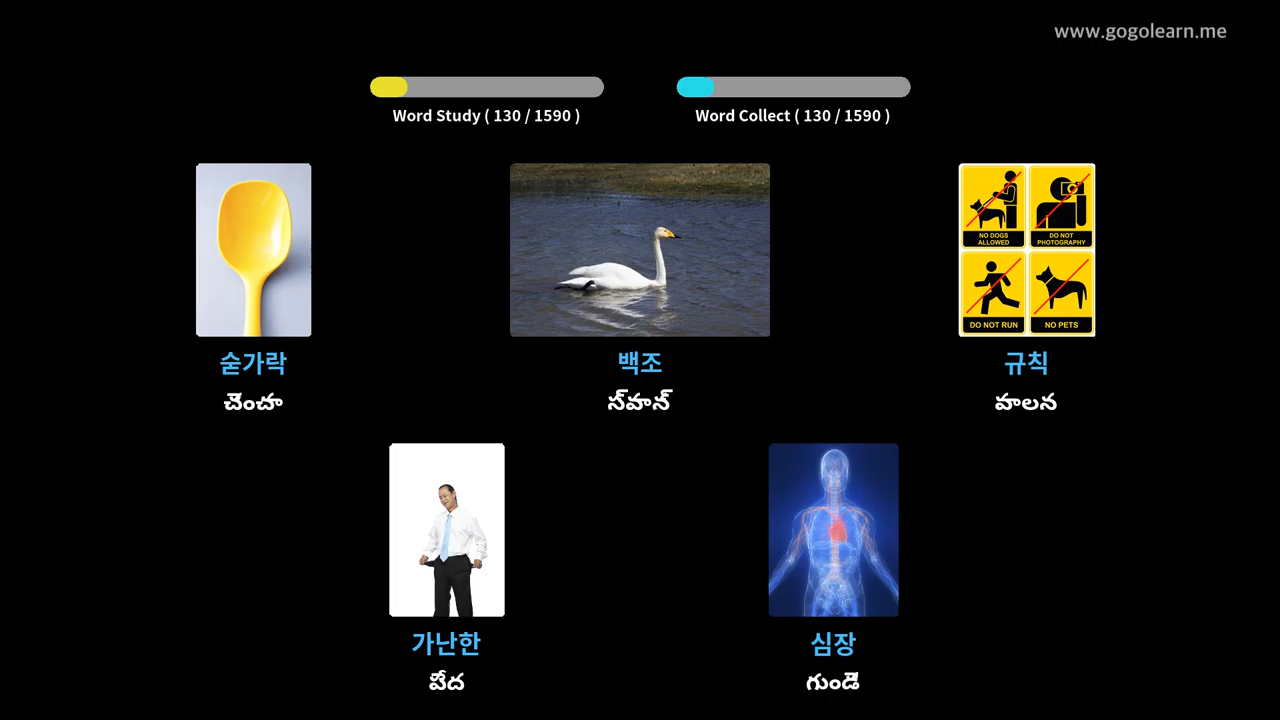 www.gogolearn.me
Word Study ( 130 / 1590 )
Word Collect ( 130 / 1590 )
NO DOGS
ALLOWED
DO NOT
PHOTOGRAPHY
DO NOT RUN
NO PETS
숟가락
백조
규칙
చెంచా
స్‌వాన్
పాలన
가난한
심장
పేద
గుండె